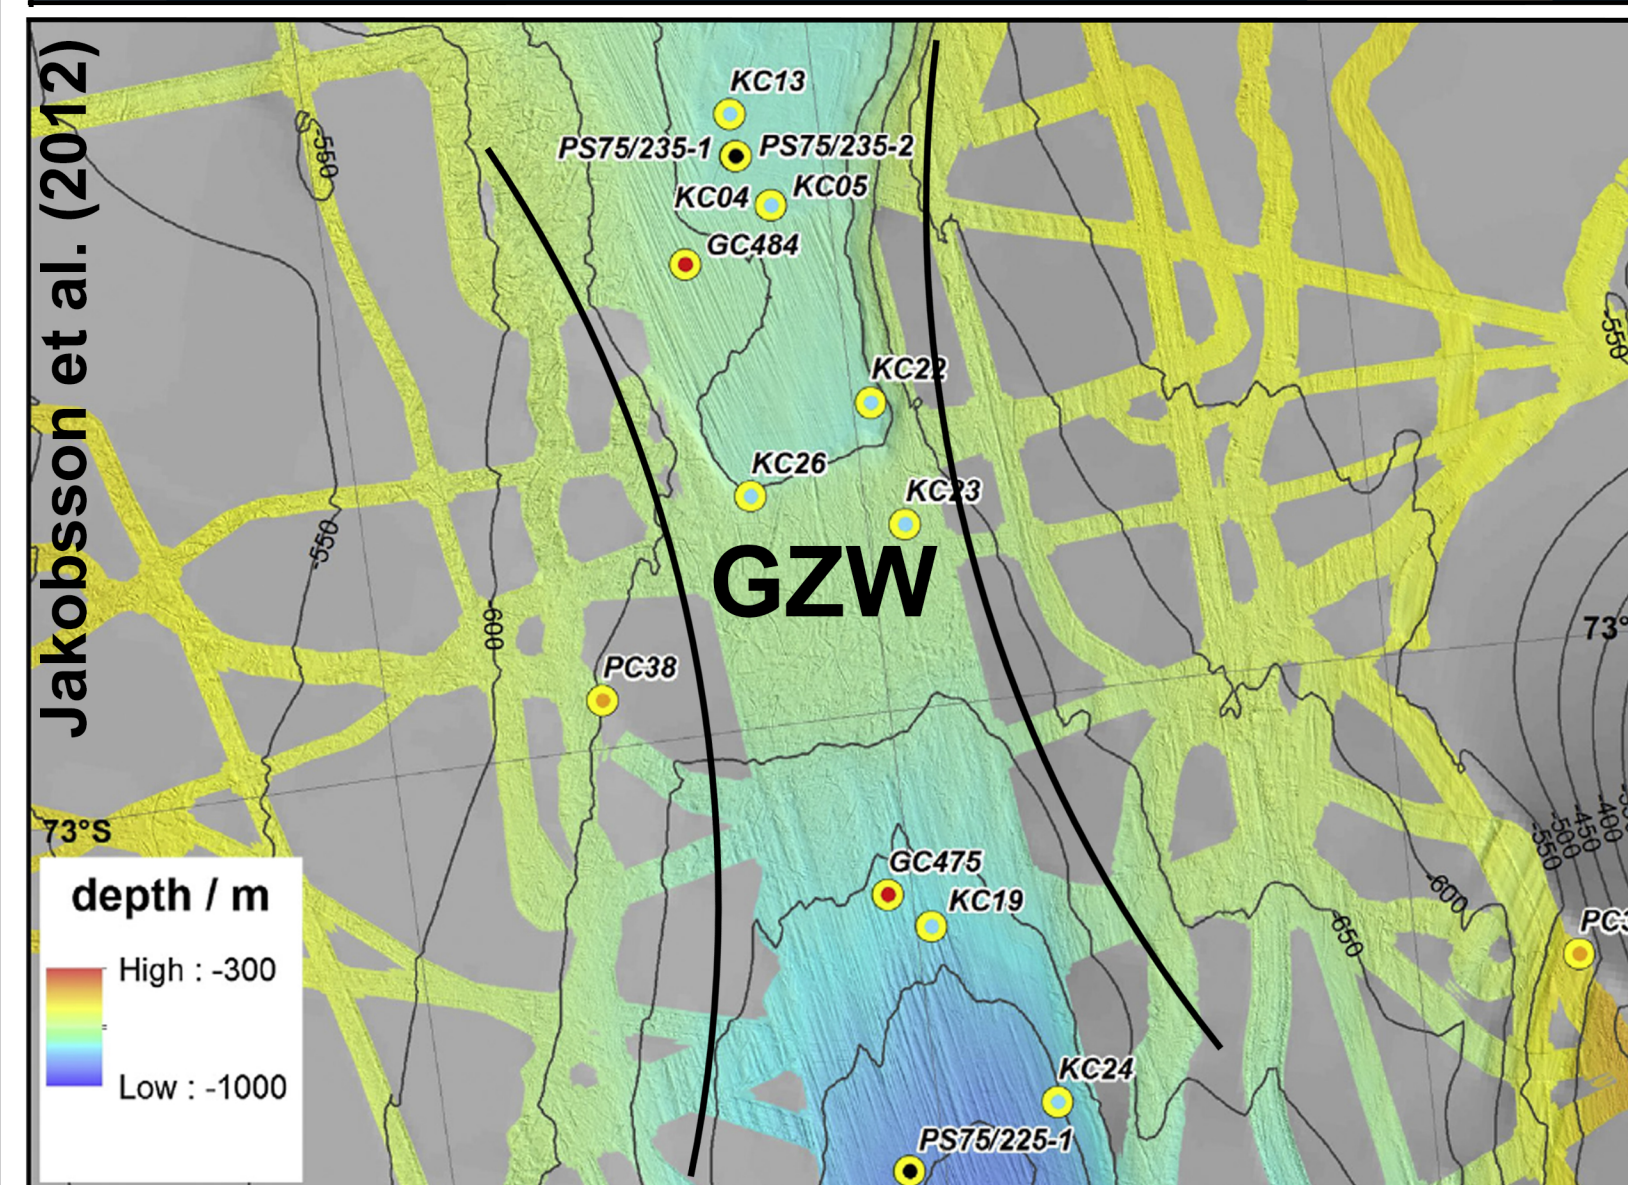 Jakobsson et al. (2012)
KC13
PS75/235-1
PS75/235-2
KC04
KC05
GC484
-550
-550
KC22
KC26
KC23
GZW
-550
-600
73°
PC38
73°S
GC475
KC19
-600
-650
-550
-500
-450
-400
KC24
PS75/225-1
depth / m
High : -300
Low : -1000